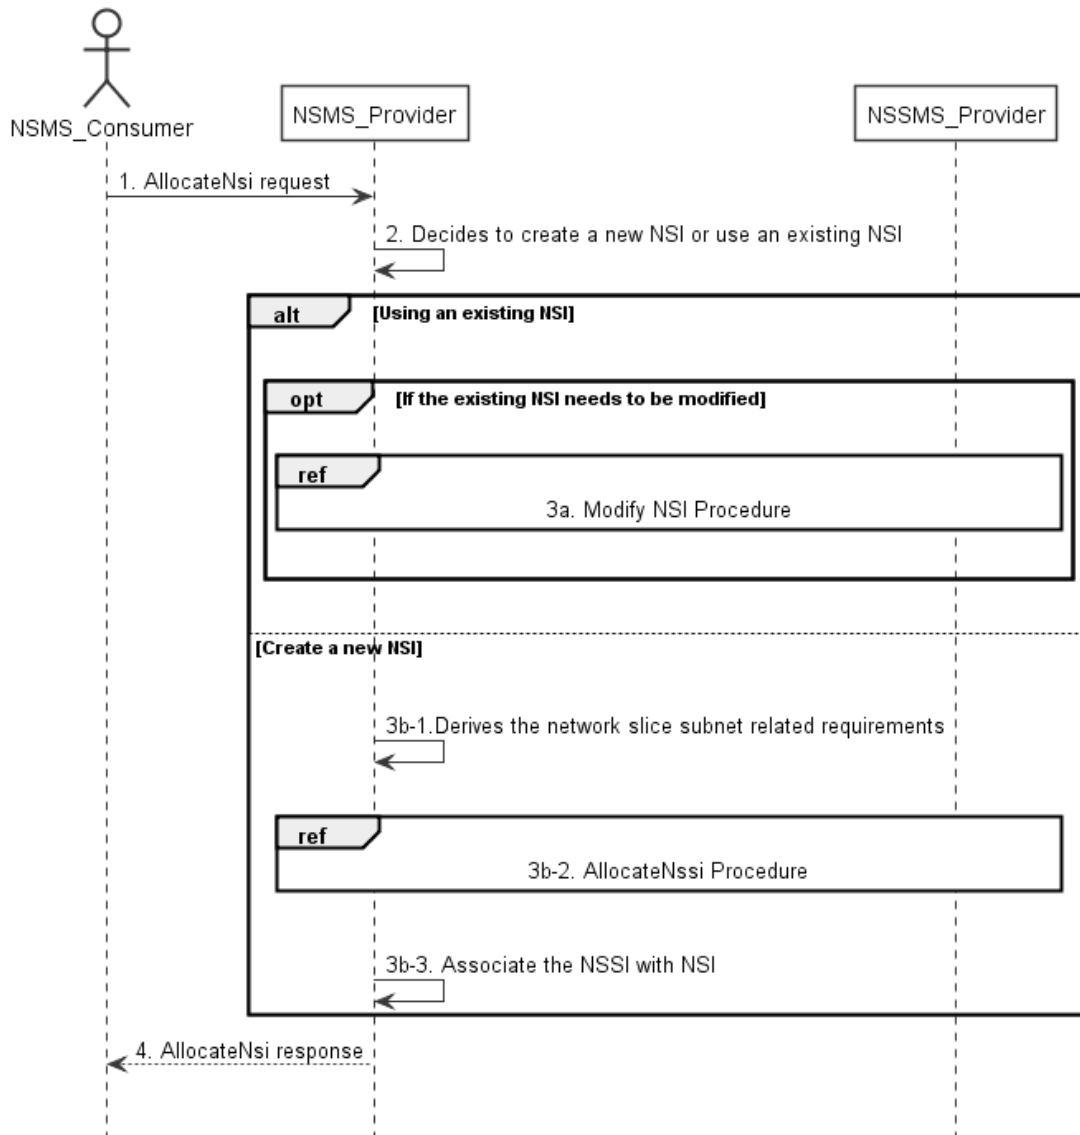 NSMS_Consumer
NSMS_Provider
NSSMS_Provider
1. AllocateNsi request
2. Decides to create a new NSI or use an existing NSI
alt
[Using an existing NSI]
opt
[If the existing NSI needs to be modified]
ref
3a. Modify NSI Procedure
[Create a new NSI]
3b-1.Derives the network slice subnet related requirements
ref
3b-2. AllocateNssi Procedure
3b-3. Associate the NSSI with NSI
4. AllocateNsi response